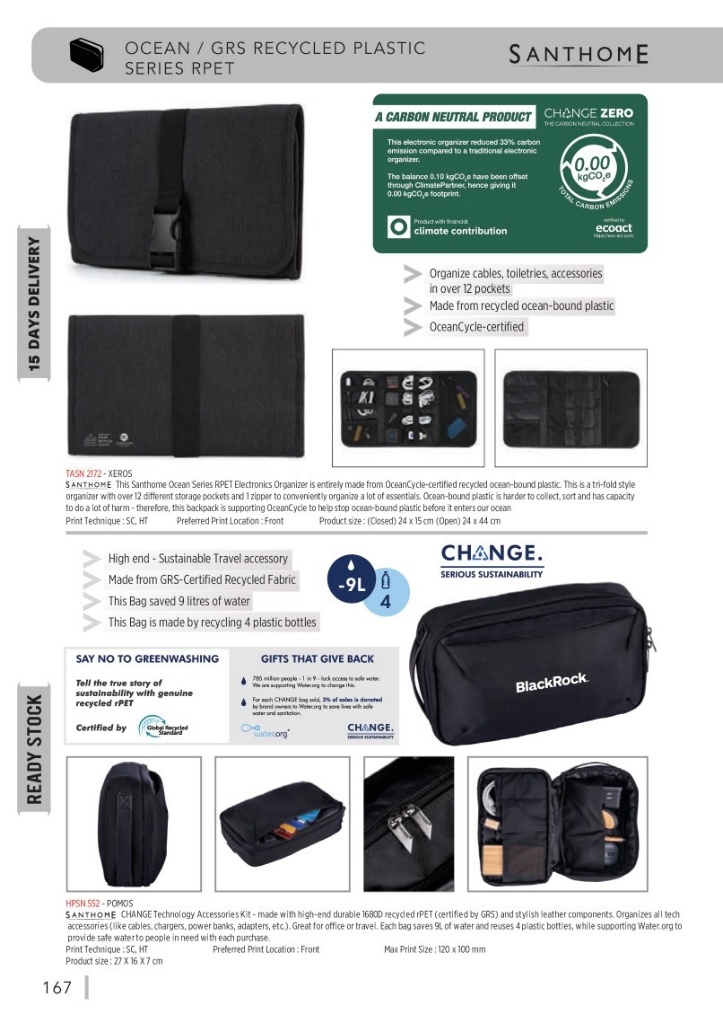 OCEAN / GRS RECYCLED PLASTIC
SERIES RPET
SANTHOME
15 DAYS DELIVERY
A CARBON NEUTRAL PRODUCT
CHANGE ZERO
THE CARBON NEUTRAL COLLECTION
This electronic organizer reduced 33% carbon
emission compared to a traditional electronic
organizer.
The balance 0.10 kgCO₂e have been offset
through ClimatePartner, hence giving it
0.00 kgCO₂e footprint.
0.00
kgCO₂e
TOTAL CARBON EMISSIONS
Product with financial
climate contribution
certified by
ecoact
Organize cables, toiletries, accessories
in over 12 pockets
Made from recycled ocean-bound plastic
OceanCycle-certified
TASN 2172 - XEROS
SANTHOME This Santhome Ocean Series RPET Electronics Organizer is entirely made from OceanCycle-certified recycled ocean-bound plastic. This is a tri-fold style
organizer with over 12 different storage pockets and 1 zipper to conveniently organize a lot of essentials. Ocean-bound plastic is harder to collect, sort and has capacity
to do a lot of harm - therefore, this backpack is supporting OceanCycle to help stop ocean-bound plastic before it enters our ocean
Print Technique : SC, HT Preferred Print Location : Front Product size : (Closed) 24 x 15 cm (Open) 24 x 44 cm
High end - Sustainable Travel accessory
Made from GRS-Certified Recycled Fabric
This Bag saved 9 litres of water
This Bag is made by recycling 4 plastic bottles
-9L
4
CHANGE.
SERIOUS SUSTAINABILITY
BlackRock.
READY STOCK
SAY NO TO GREENWASHING
Tell the true story of
sustainability with genuine
recycled rPET
Certified by
Global Recycled
Standard
GIFTS THAT GIVE BACK
785 million people - 1 in 9 - lack access to safe water.
We are supporting Water.org to change this.
For each CHANGE bag sold, 3% of sales is donated
by brand owners to Water.org to save lives with safe
water and sanitation.
water.org
CHANGE.
SERIOUS SUSTAINABILITY
HPSN 552 - POMOS
SANTHOME CHANGE Technology Accessories Kit - made with high-end durable 1680D recycled rPET (certified by GRS) and stylish leather components. Organizes all tech
accessories (like cables, chargers, power banks, adapters, etc.). Great for office or travel. Each bag saves 9L of water and reuses 4 plastic bottles, while supporting Water.org to
provide safe water to people in need with each purchase.
Print Technique : SC, HT Preferred Print Location : Front Max Print Size : 120 x 100 mm
Product size : 27 X 16 X 7 cm
167